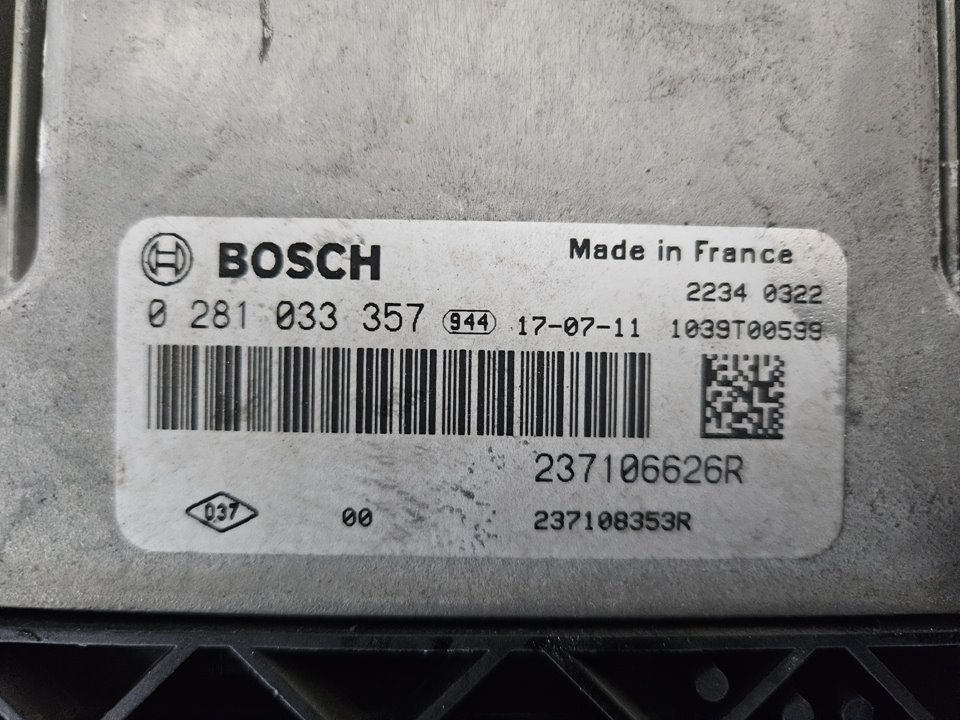 BOSCH
Made in France
2234 0322
0 281 033 357 944 17-07-11 1039T00599
237106626R
037 00 237108353R